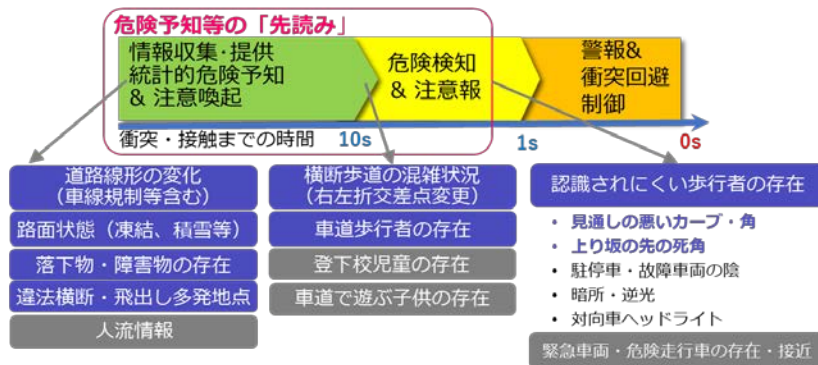 危険予知等の「先読み」
情報収集・提供
統計的危険予知
& 注意喚起
危険検知
& 注意報
警報&
衝突回避
制御
衝突・接触までの時間
10s
1s
0s
道路線形の変化
(車線規制等含む)
路面状態（凍結、積雪等）
落下物・障害物の存在
違法横断・飛出し多発地点
人流情報
横断歩道の混雑状況
(右左折交差点変更)
車道歩行者の存在
登下校児童の存在
車道で遊ぶ子供の存在
認識されにくい歩行者の存在
• 見通しの悪いカーブ・角
• 上り坂の先の死角
• 駐停車・故障車両の陰
• 暗所・逆光
• 対向車ヘッドライト
緊急車両・危険走行車の存在・接近